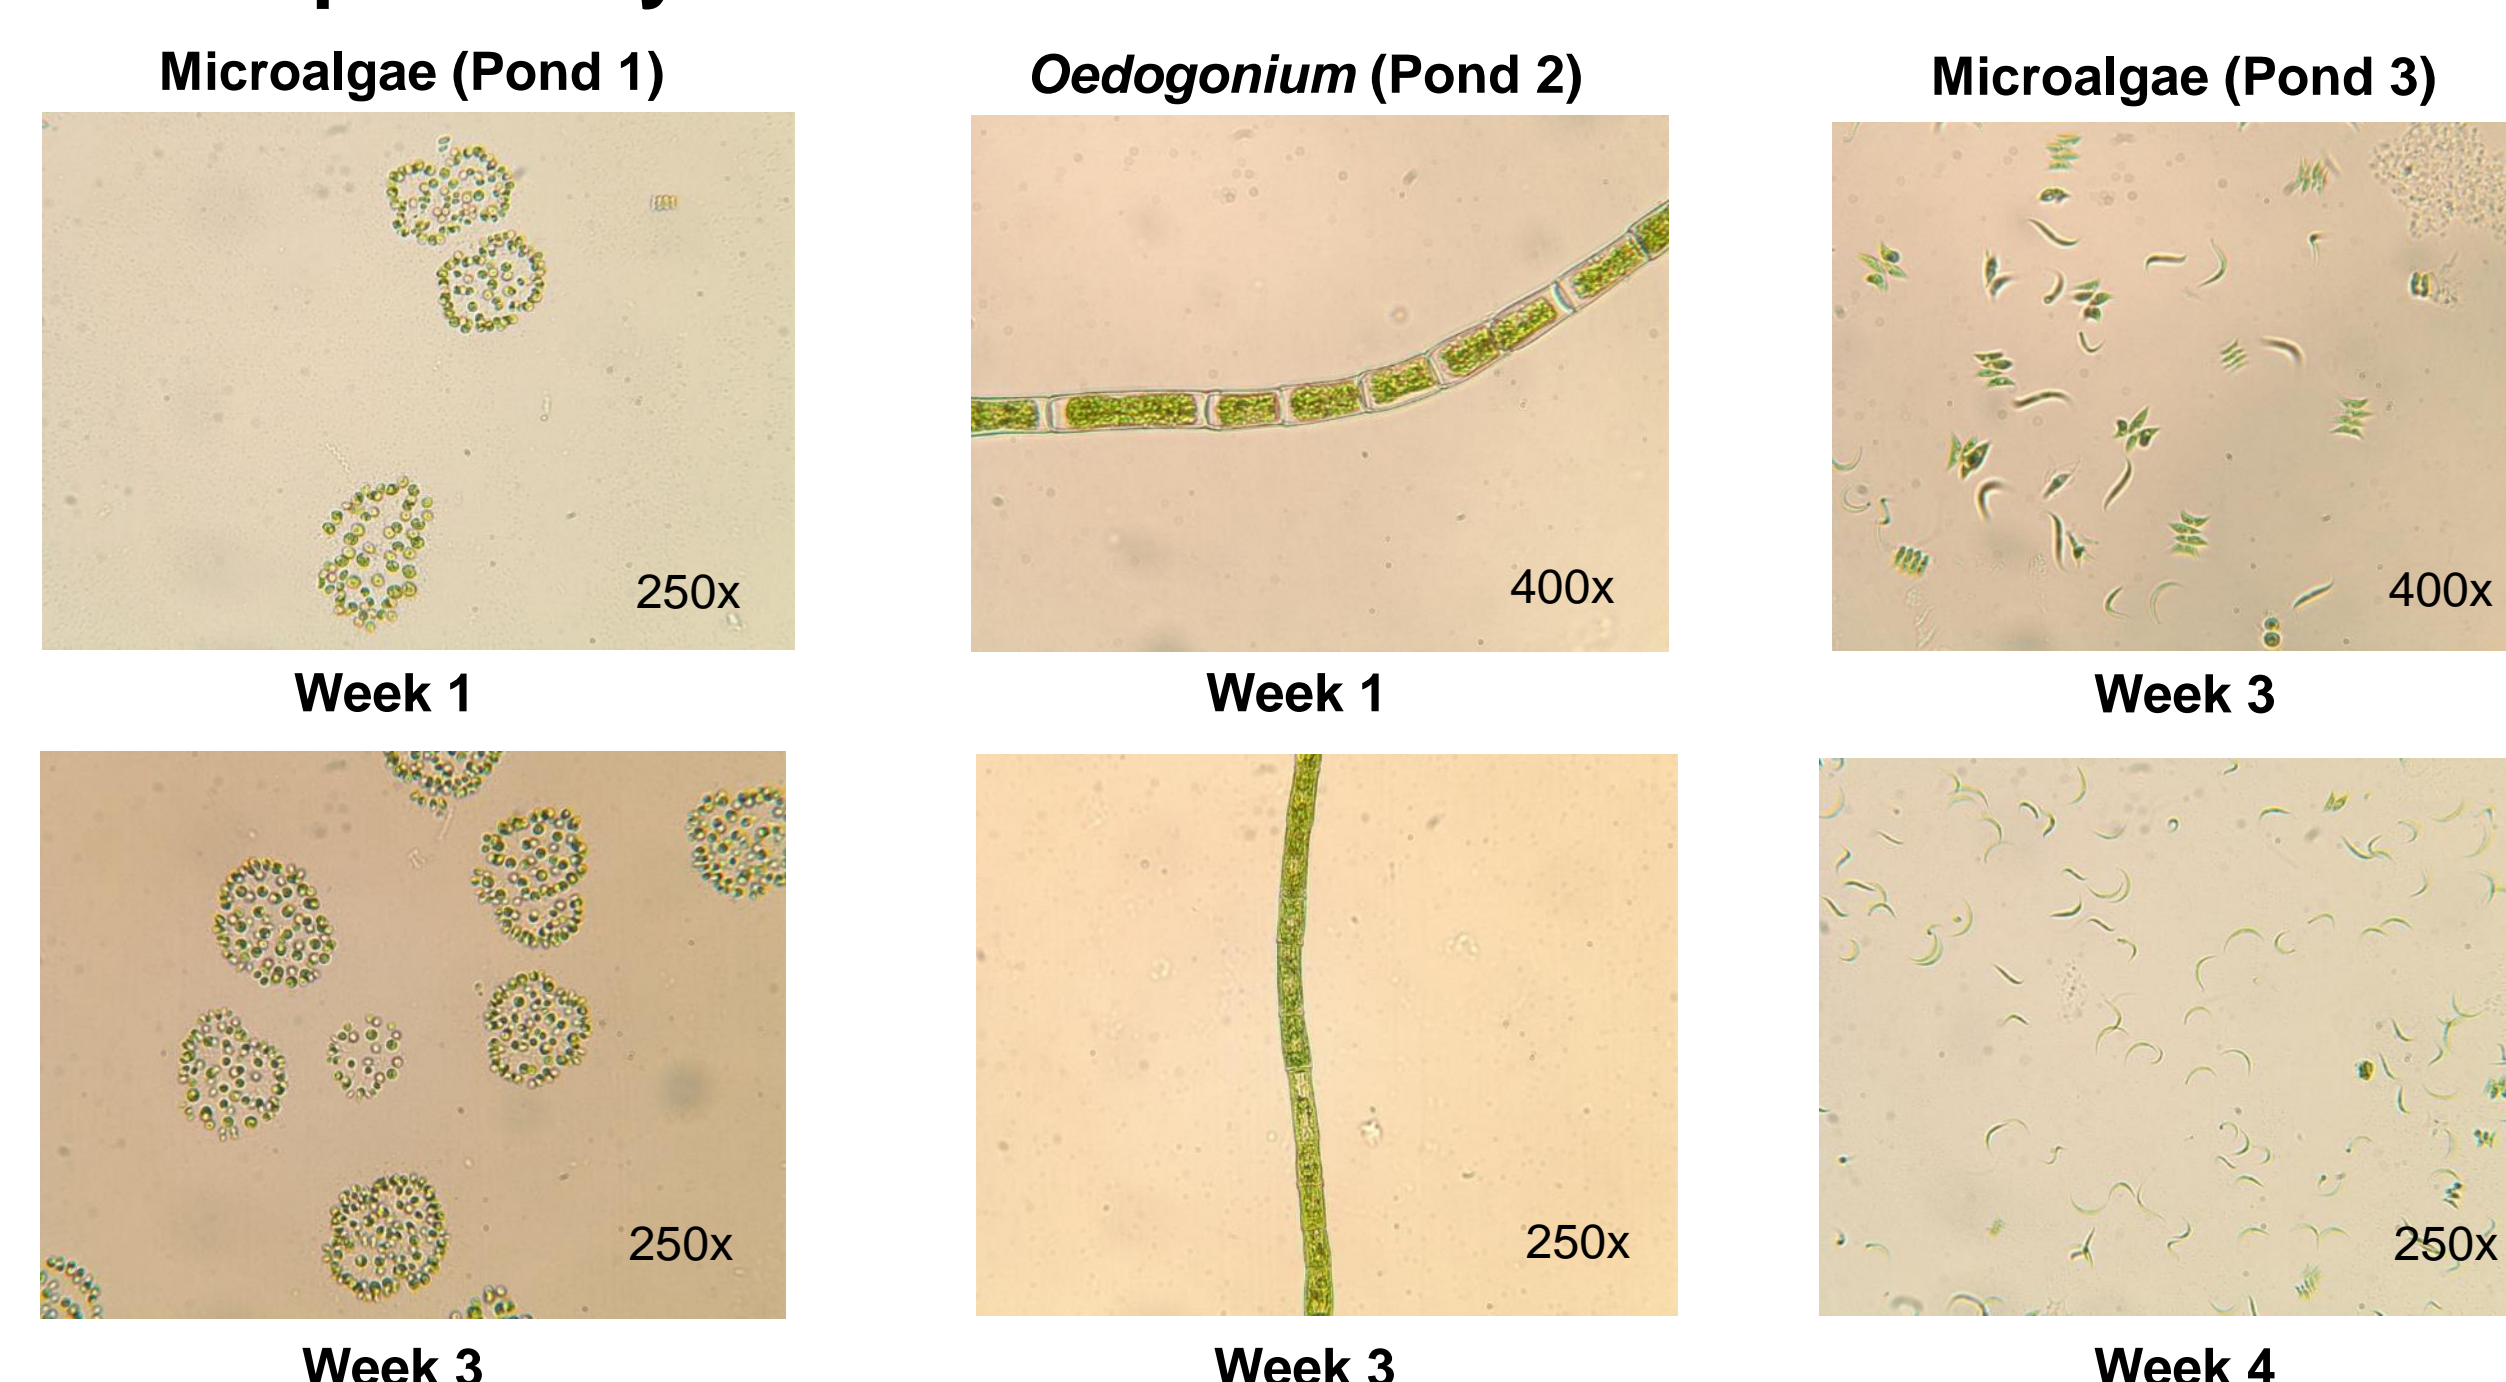 Microalgae (Pond 1)
Oedogonium (Pond 2)
Microalgae (Pond 3)
250x
400x
400x
Week 1
Week 1
Week 3
250x
250x
250x
Week 3
Week 3
Week 4